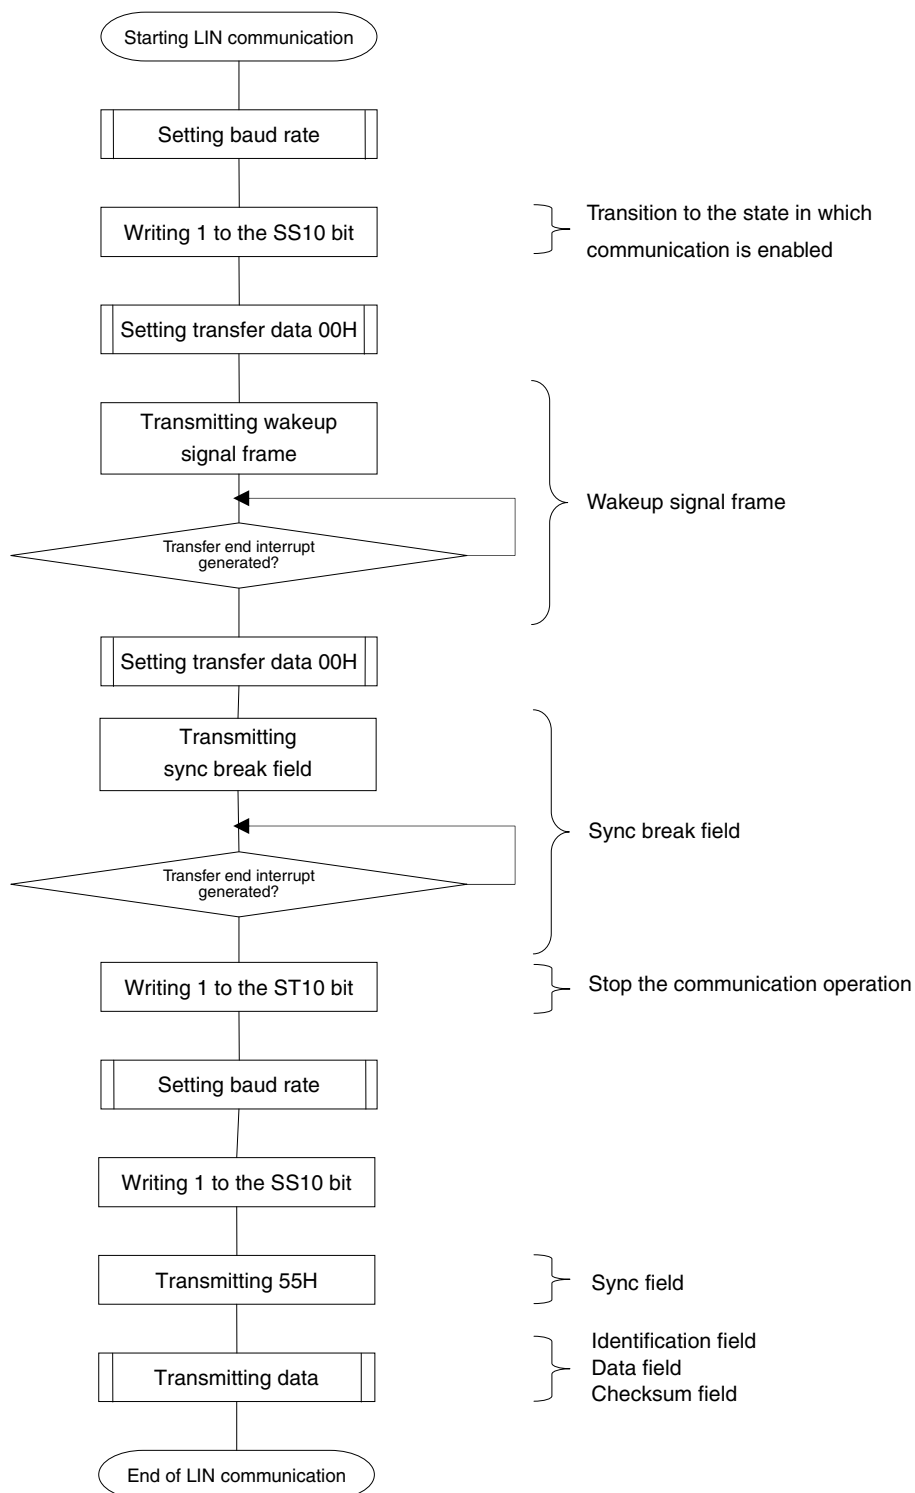 Starting LIN communication
Setting baud rate
Writing 1 to the SS10 bit
Transition to the state in which
communication is enabled
Setting transfer data 00H
Transmitting wakeup
signal frame
Wakeup signal frame
Transfer end interrupt
generated?
Setting transfer data 00H
Transmitting
sync break field
Sync break field
Transfer end interrupt
generated?
Writing 1 to the ST10 bit
Stop the communication operation
Setting baud rate
Writing 1 to the SS10 bit
Transmitting 55H
Sync field
Transmitting data
Identification field
Data field
Checksum field
End of LIN communication